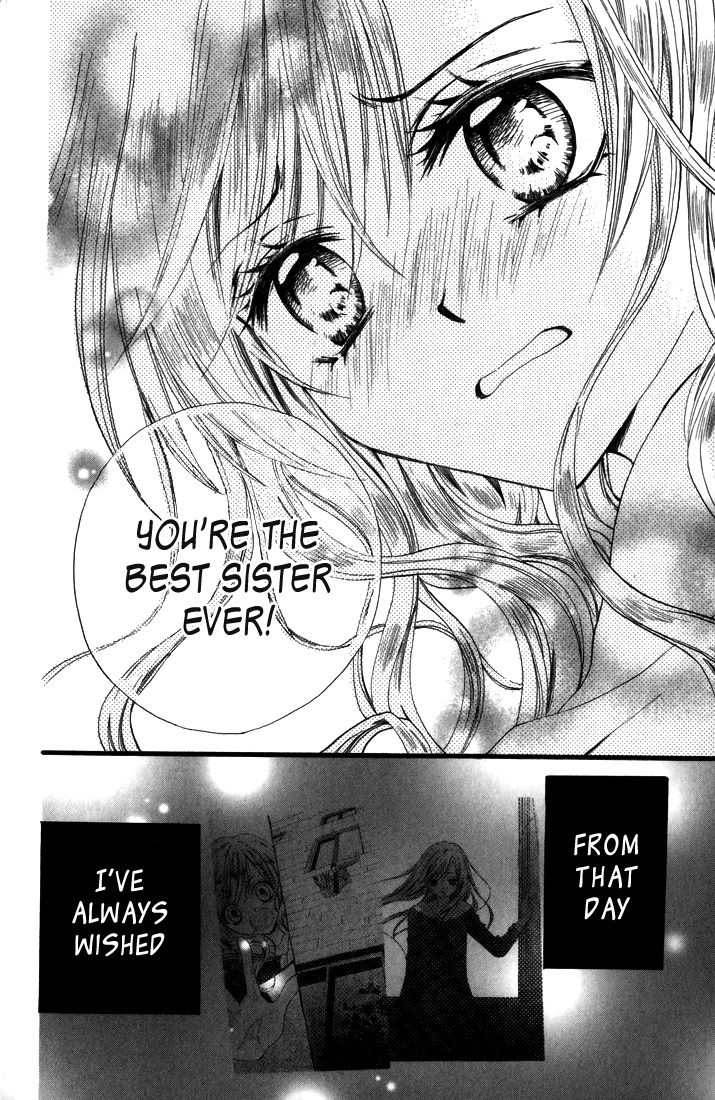 YOU'RE THE
BEST SISTER
EVER!
FROM
THAT
DAY
I'VE
ALWAYS
WISHED